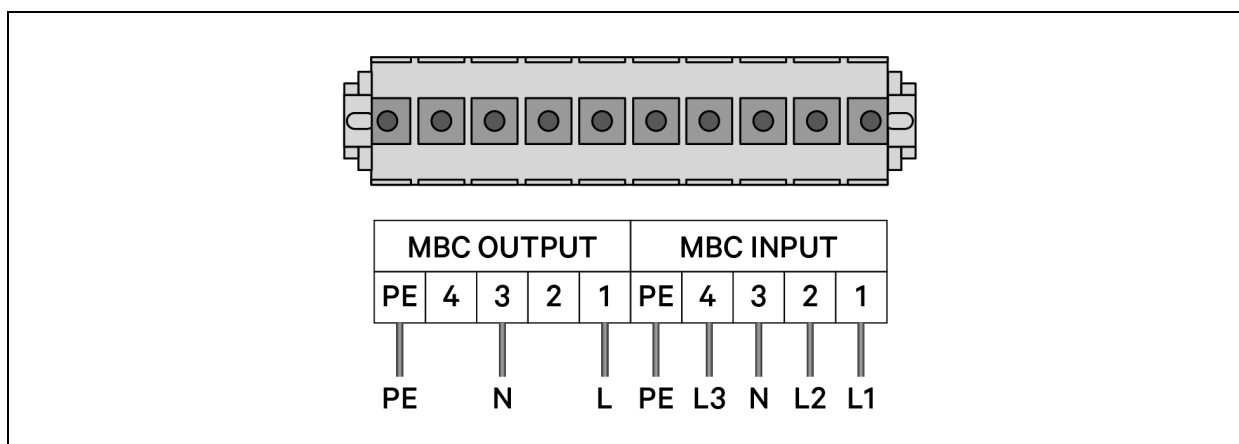 MBC OUTPUT MBC INPUT
PE 4 3 2 1 PE 4 3 2 1
PE N L PE L3 N L2 L1